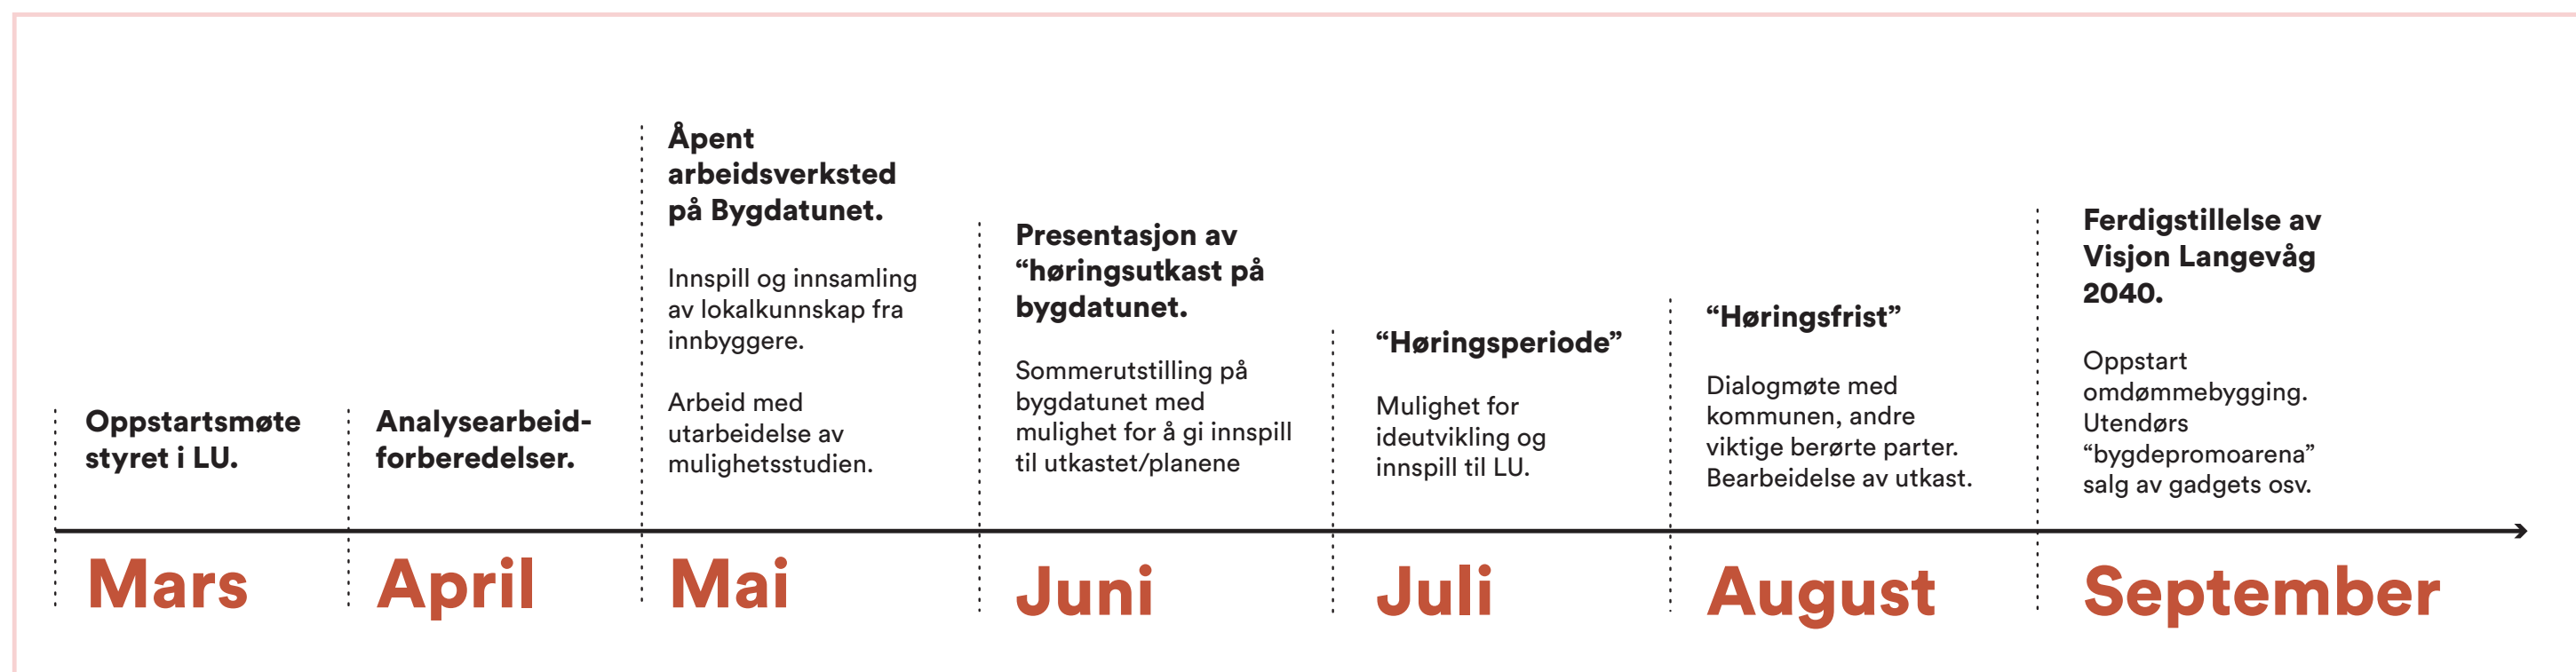 Oppstartsmøte
styret i LU.
Mars
Analysearbeid-
forberedelser.
April
Åpent
arbeidsverksted
på Bygdatunet.
Innspill og innsamling
av lokalkunnskap fra
innbyggere.
Arbeid med
utarbeidelse av
mulighetsstudien.
Mai
Presentasjon av
“høringsutkast på
bygdatunet.
Sommerutstilling på
bygdatunet med
mulighet for å gi innspill
til utkastet/planene
Juni
“Høringsperiode”
Mulighet for
ideutvikling og
innspill til LU.
Juli
“Høringsfrist”
Dialogmøte med
kommunen, andre
viktige berørte parter.
Bearbeidelse av utkast.
August
Ferdigstillelse av
Visjon Langevåg
2040.
Oppstart
omdømmebygging.
Utendørs
“bygdepromoarena”
salg av gadgets osv.
September